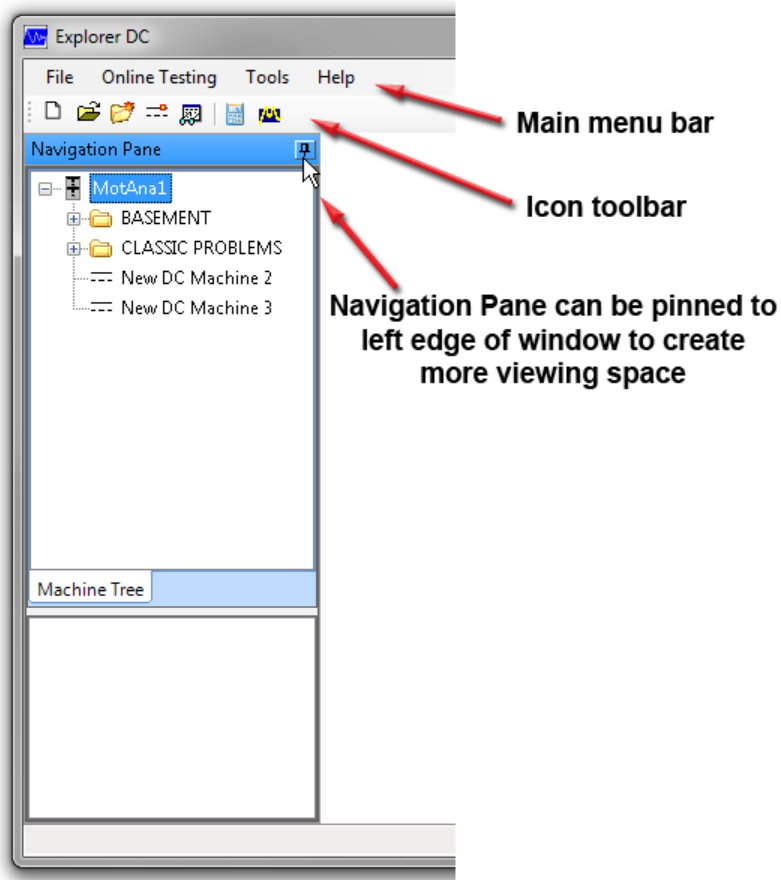 Explorer DC
File Online Testing Tools Help
Main menu bar
Navigation Pane
MotAna1
Icon toolbar
BASEMENT
CLASSIC PROBLEMS
New DC Machine 2
New DC Machine 3
Navigation Pane can be pinned to
left edge of window to create
more viewing space
Machine Tree